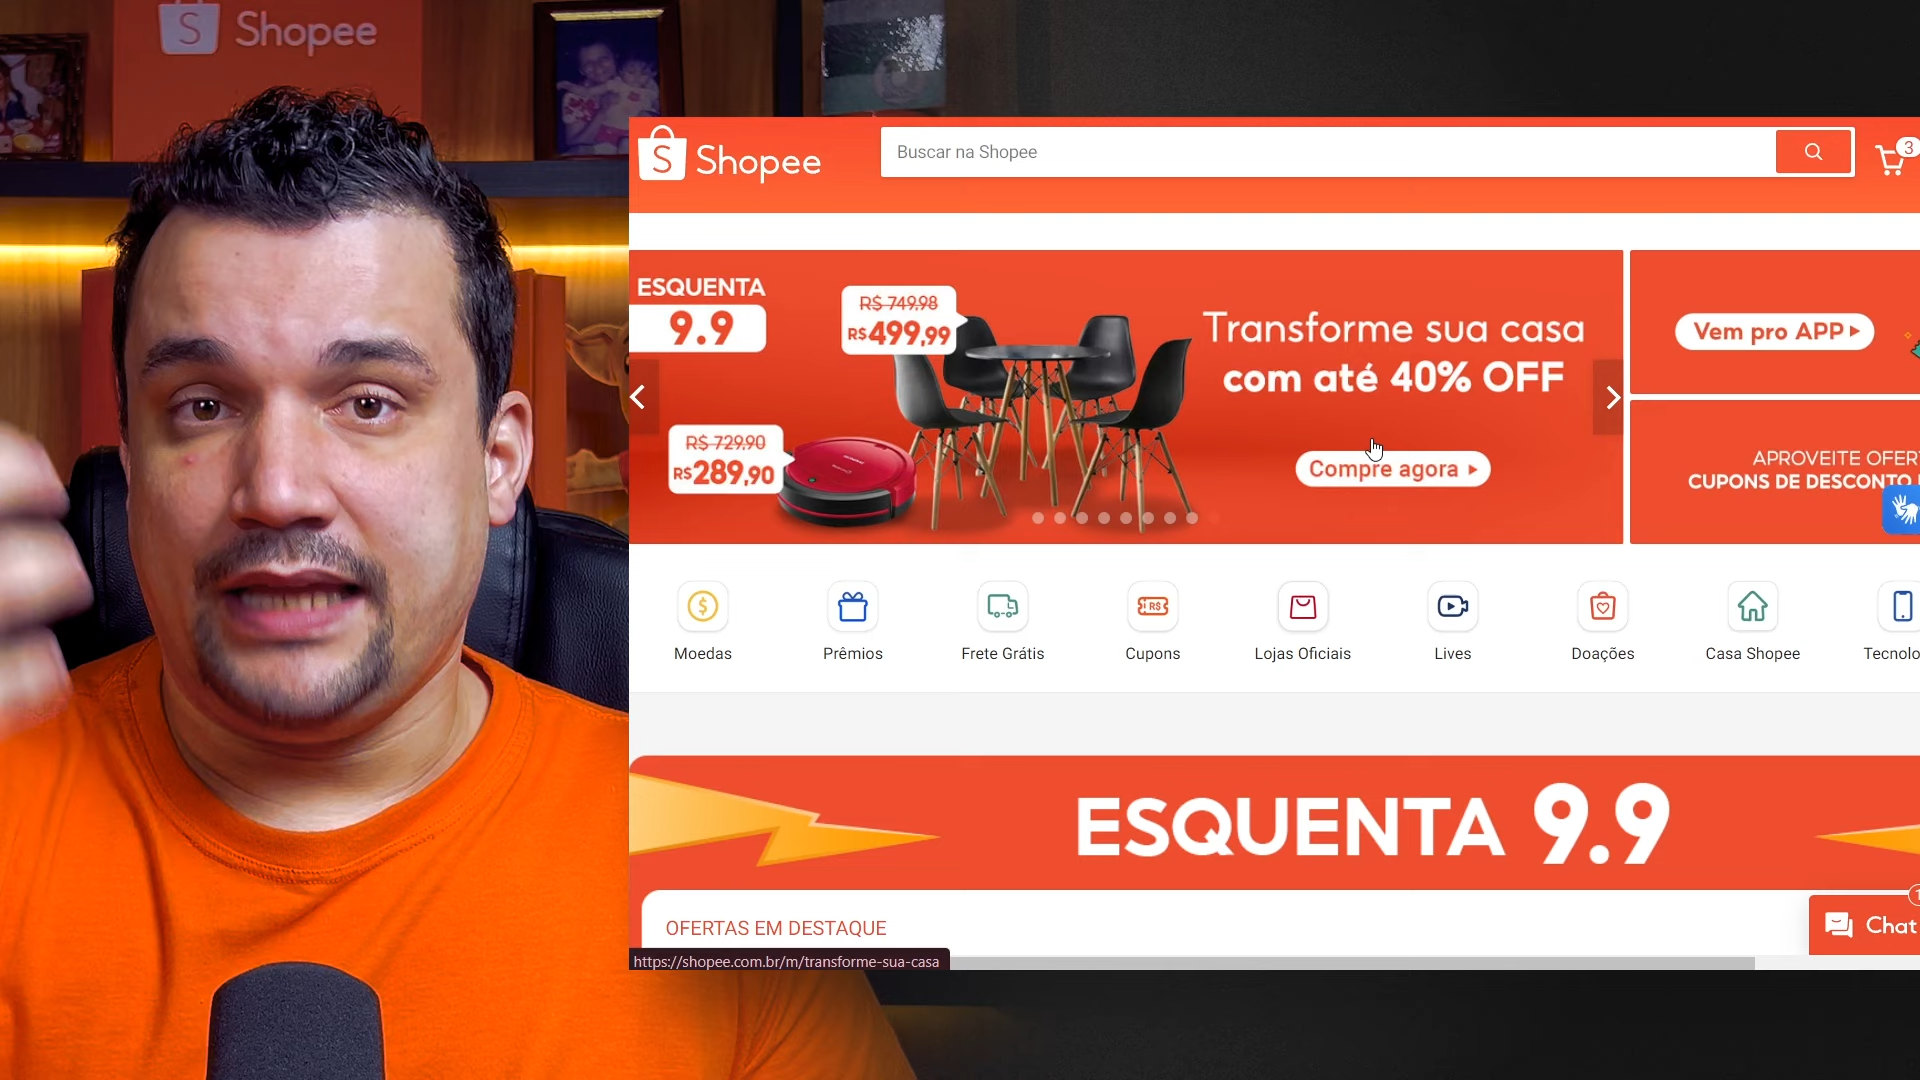 Shopee
Shopee
Buscar na Shopee
3
ESQUENTA
9.9
R$ 749,98
R$499,99
R$ 729,90
R$289,90
Transforme sua casa
com até 40% OFF
Compre agora
Vem pro APP
APROVEITE OFER
CUPONS DE DESCONTO
Moedas
Prêmios
Frete Grátis
Cupons
Lojas Oficiais
Lives
Doações
Casa Shopee
Tecnolo
ESQUENTA 9.9
OFERTAS EM DESTAQUE
Chat
https://shopee.com.br/m/transforme-sua-casa